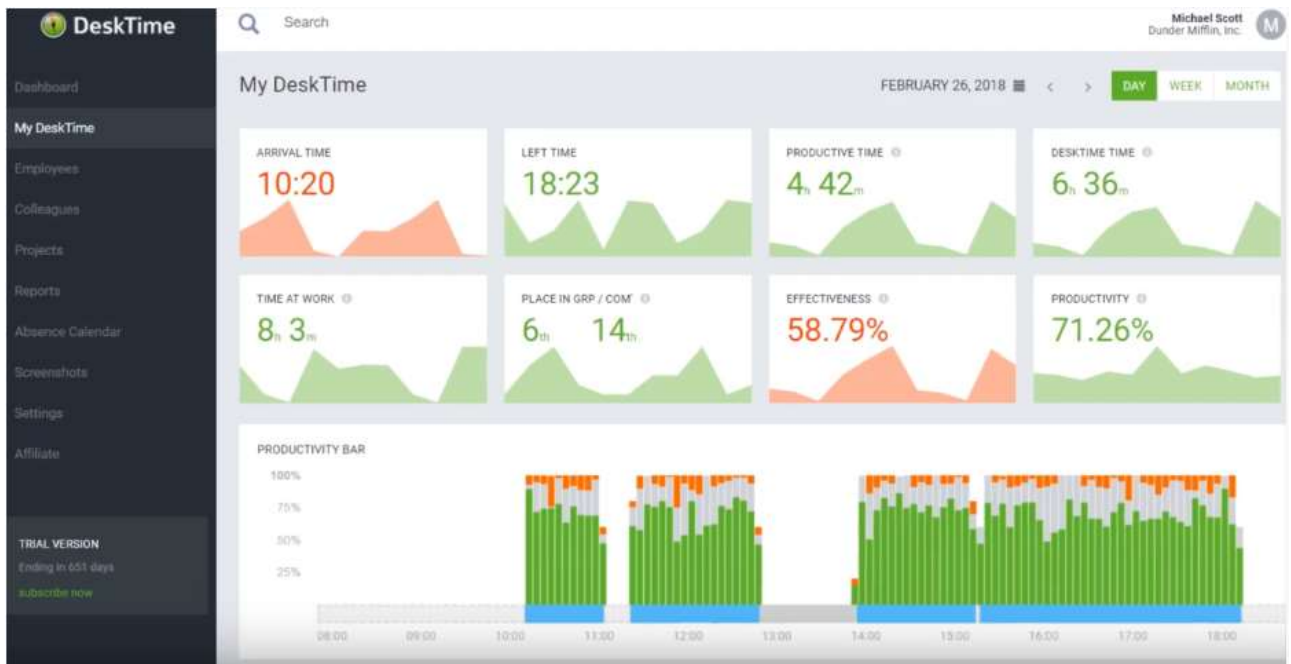 DeskTime
Search
Michael Scott
Dunder Mifflin, Inc.
M
Dashboard
My DeskTime
Employees
Colleagues
Projects
Reports
Absence Calendar
Screenshots
Settings
Affiliate
TRIAL VERSION
Ending in 651 days
subscribe now
My DeskTime
FEBRUARY 26, 2018
< >
DAY WEEK MONTH
ARRIVAL TIME
10:20
LEFT TIME
18:23
PRODUCTIVE TIME
4h 42m
DESKTIME TIME
6h 36m
TIME AT WORK
8h 3m
PLACE IN GRP / COM'
6th 14th
EFFECTIVENESS
58.79%
PRODUCTIVITY
71.26%
PRODUCTIVITY BAR
100%
75%
50%
25%
08:00 09:00 10:00 11:00 12:00 13:00 14:00 15:00 16:00 17:00 18:00